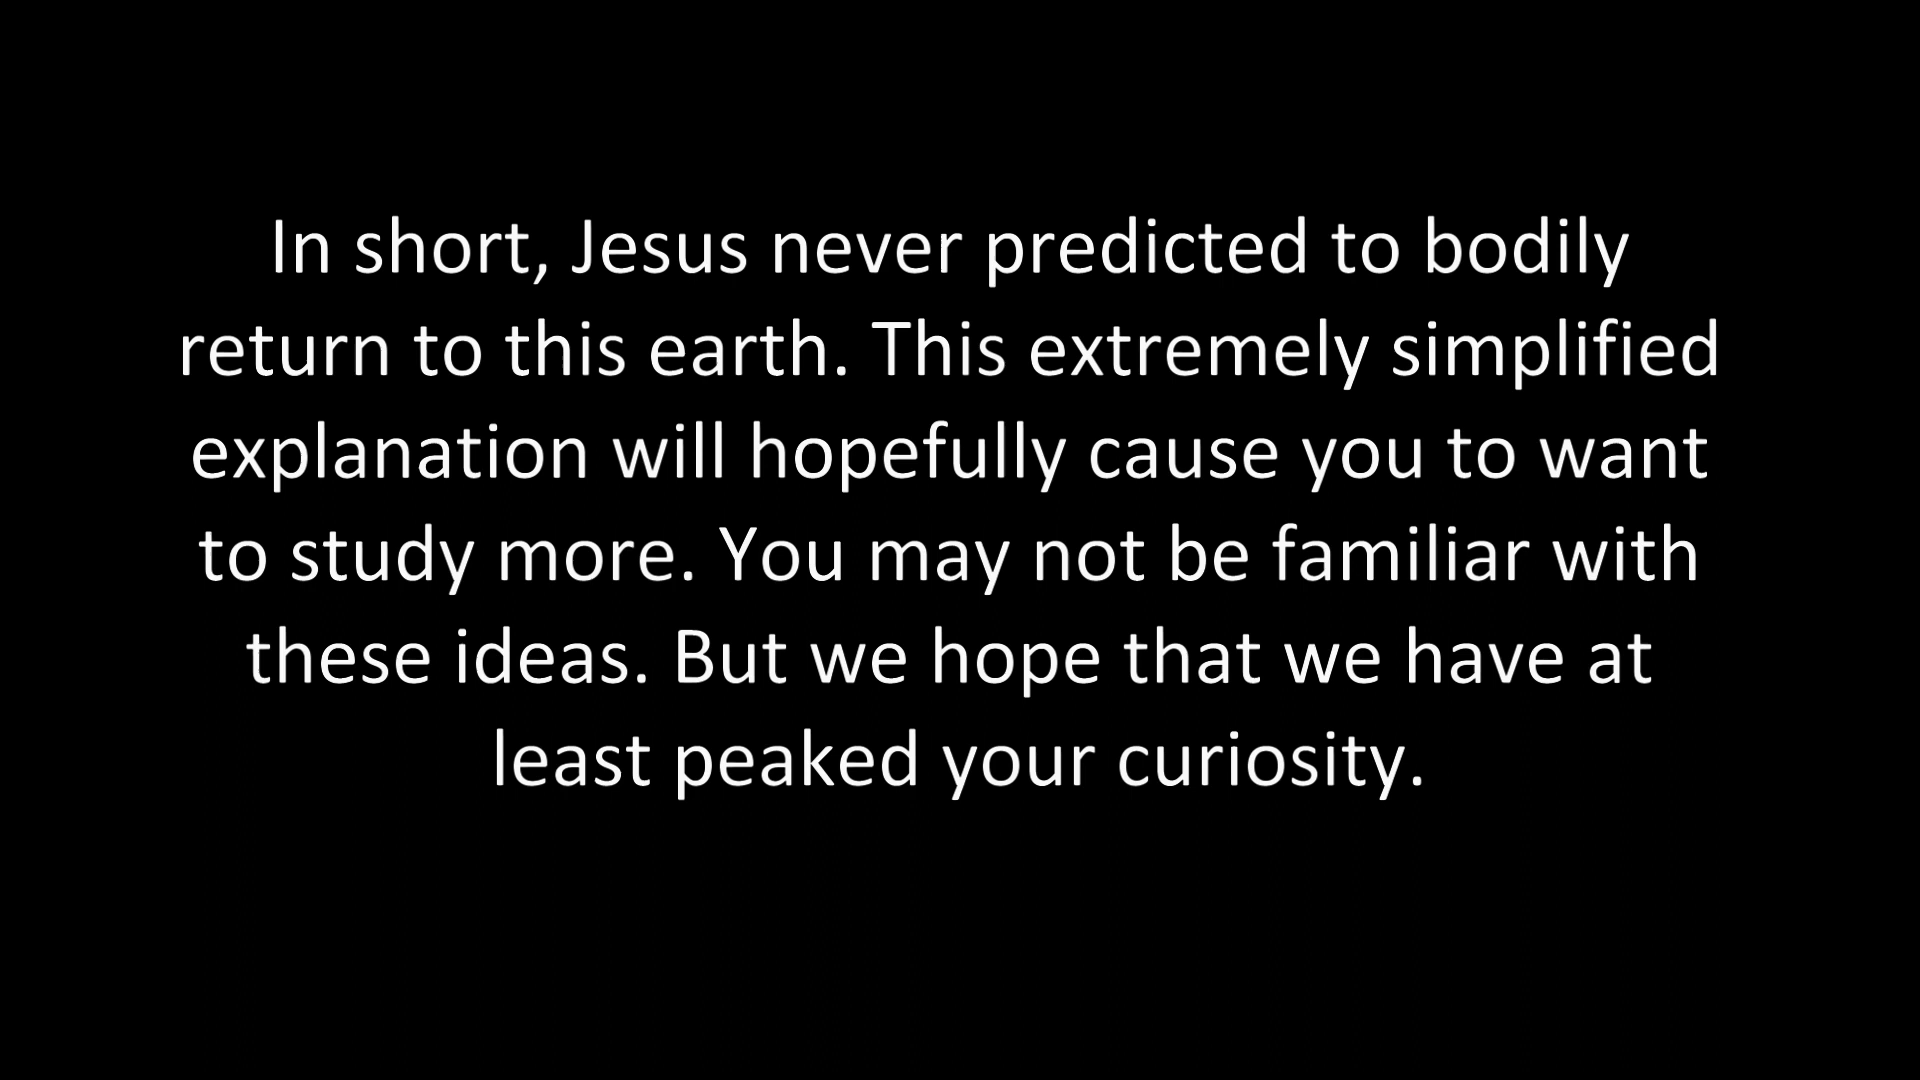 In short, Jesus never predicted to bodily
return to this earth. This extremely simplified
explanation will hopefully cause you to want
to study more. You may not be familiar with
these ideas. But we hope that we have at
least peaked your curiosity.